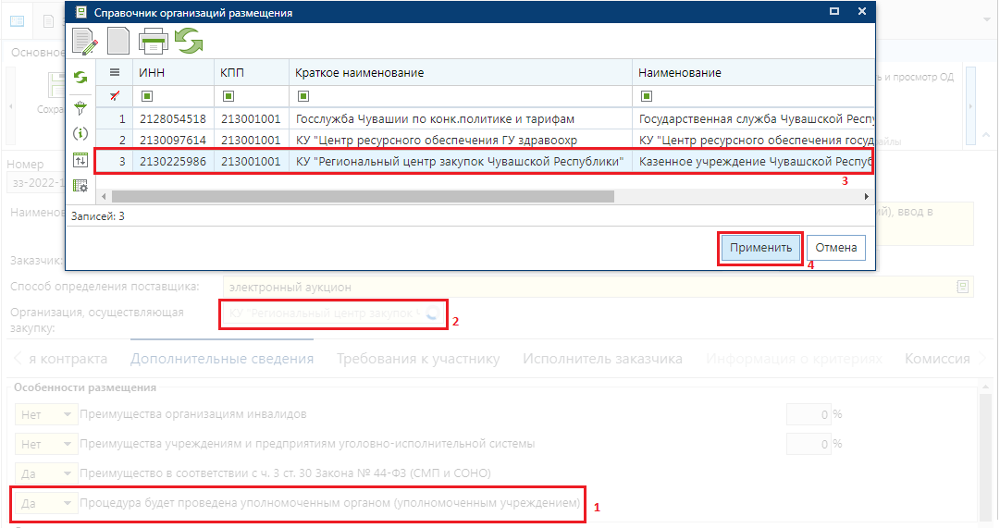 Справочник организаций размещения
Основное
Сохра
ь и просмотр ОД
айлы
ИНН КПП Краткое наименование Наименование
1 2128054518 213001001 Госслужба Чувашии по конк.политике и тарифам Государственная служба Чувашской Респу
2 2130097614 213001001 КУ "Центр ресурсного обеспечения ГУ здравоохр КУ "Центр ресурсного обеспечения госуд
3 2130225986 213001001 КУ "Региональный центр закупок Чувашской Республики" Казенное учреждение Чувашской Респуб
3
Записей: 3
Применить Отмена
4
Номер
зз-2022-1
Наименов
ий), ввод в
Заказчик:
Способ определения поставщика: электронный аукцион
Организация, осуществляющая
закупку:
КУ "Региональный центр закупок Ч
2
я контракта Дополнительные сведения Требования к участнику Исполнитель заказчика Информация о критериях Комиссия
Особенности размещения
Нет Преимущества организациям инвалидов 0 %
Нет Преимущества учреждениям и предприятиям уголовно-исполнительной системы 0 %
Да Преимущество в соответствии с ч. 3 ст. 30 Закона № 44-ФЗ (СМП и СОНО)
Да Процедура будет проведена уполномоченным органом (уполномоченным учреждением)
1